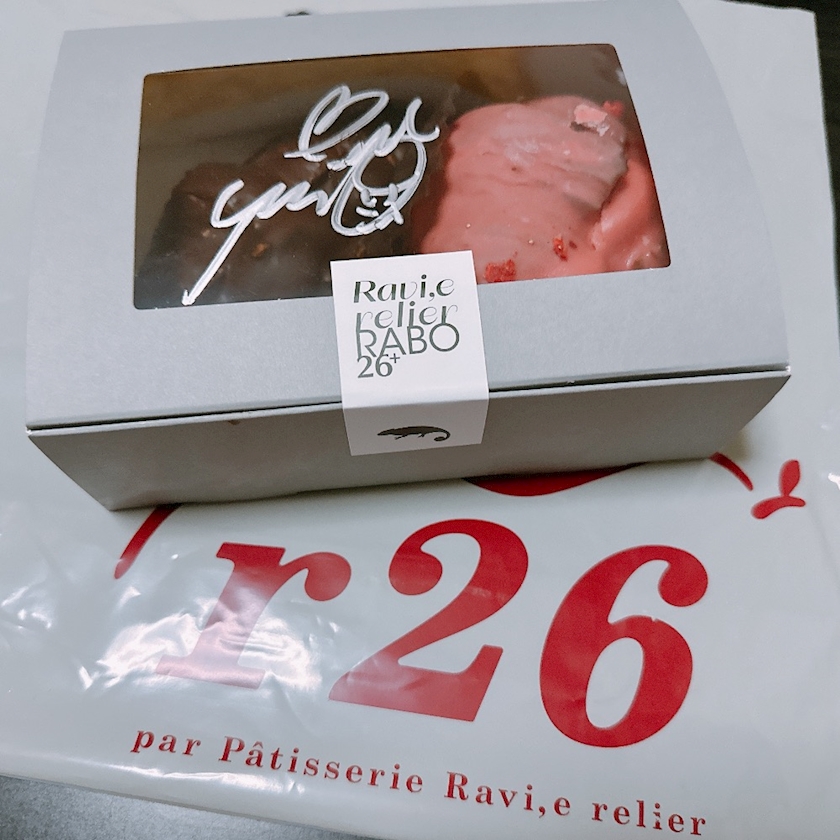 Ravi,e
relier
RABO
26+
r26
par Pâtisserie Ravi,e relier